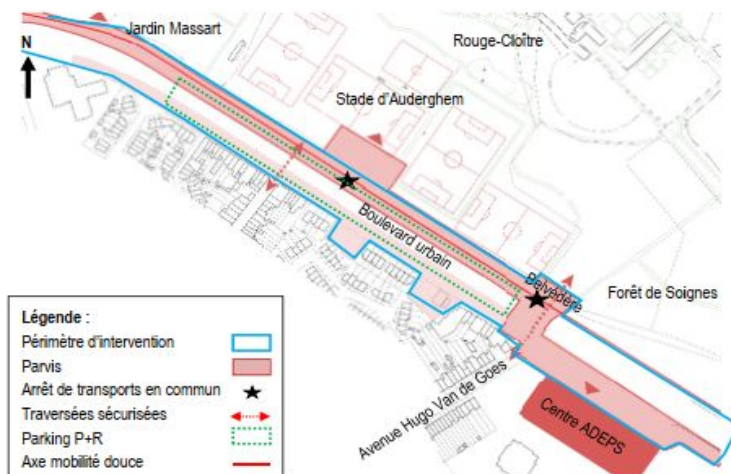 Jardin Massart
N
Rouge-Cloître
Stade d'Auderghem
Boulevard urbain
Belvédère
Forêt de Soignes
Avenue Hugo Van de Goes
Centre ADEPS
Légende :
Périmètre d'intervention
Parvis
Arrêt de transports en commun
Traversées sécurisées
Parking P+R
Axe mobilité douce